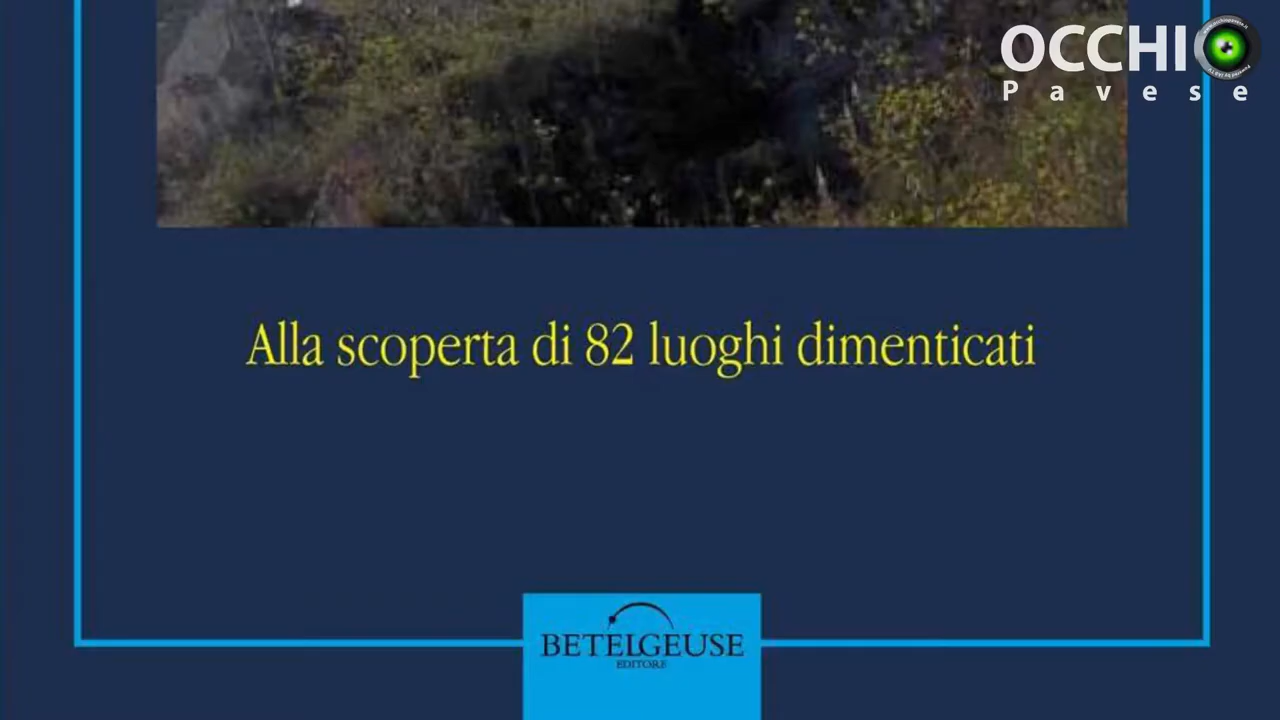 OCCHIO
Pavese
Alla scoperta di 82 luoghi dimenticati
BETELGEUSE
EDITORE